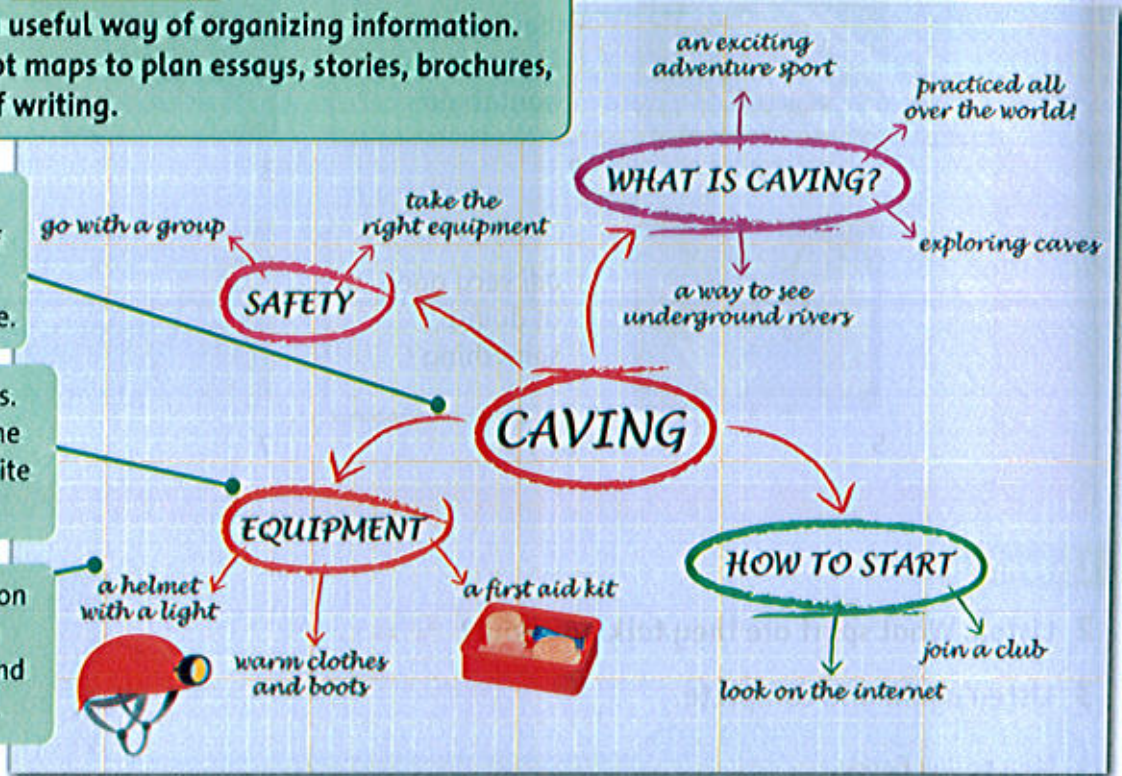 useful way of organizing information.
maps to plan essays, stories, brochures,
writing.
e.
s.
ite
on
an exciting
adventure sport
practiced all
over the world!
WHAT IS CAVING?
exploring caves
a way to see
underground rivers
go with a group
take the
right equipment
SAFETY
CAVING
EQUIPMENT
a helmet
with a light
warm clothes
and boots
a first aid kit
HOW TO START
join a club
look on the internet